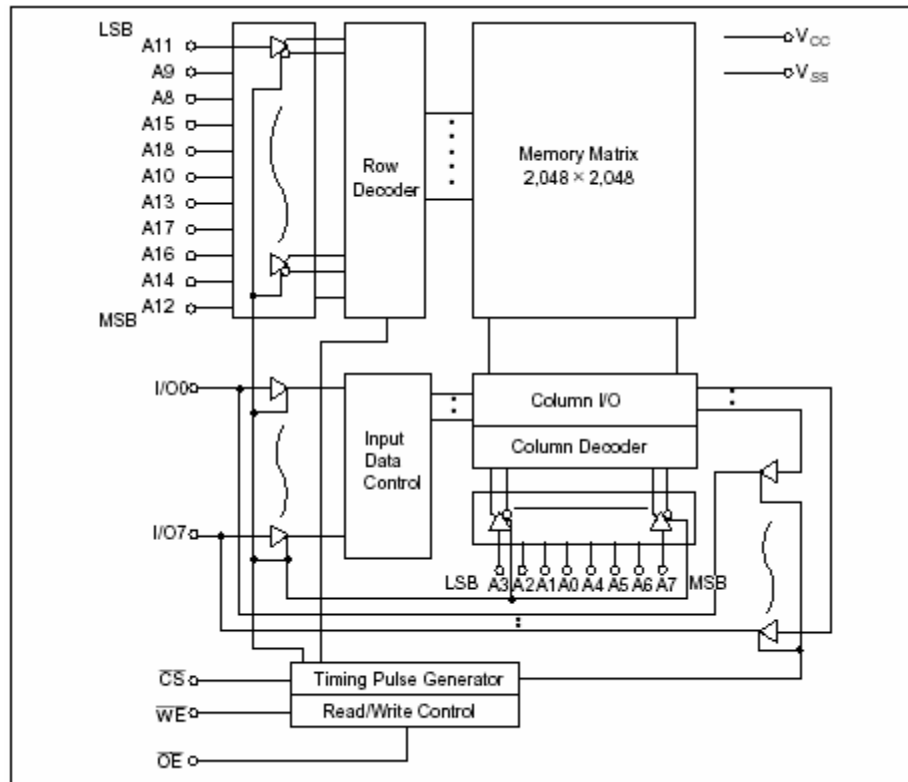 LSB
A11
A9
A8
A15
A18
A10
A13
A17
A16
A14
A12
MSB
Row
Decoder
Memory Matrix
2,048 × 2,048
VCC
VSS
I/O0
I/O7
Input
Data
Control
Column I/O
Column Decoder
LSB A3 A2 A1 A0 A4 A5 A6 A7 MSB
CS
WE
OE
Timing Pulse Generator
Read/Write Control